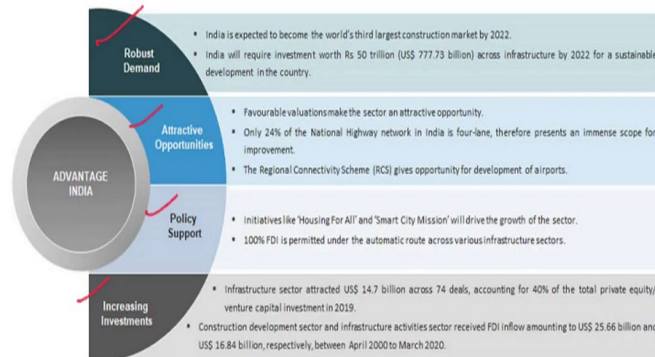 Robust
Demand
• India is expected to become the world's third largest construction market by 2022.
• India will require investment worth Rs 50 trillion (US$ 777.73 billion) across infrastructure by 2022 for a sustainable
development in the country.
ADVANTAGE
INDIA
Attractive
Opportunities
• Favourable valuations make the sector an attractive opportunity.
• Only 24% of the National Highway network in India is four-lane, therefore presents an immense scope for
improvement.
• The Regional Connectivity Scheme (RCS) gives opportunity for development of airports.
Policy
Support
• Initiatives like 'Housing For All' and 'Smart City Mission' will drive the growth of the sector.
• 100% FDI is permitted under the automatic route across various infrastructure sectors.
Increasing
Investments
• Infrastructure sector attracted US$ 14.7 billion across 74 deals, accounting for 40% of the total private equity/
venture capital investment in 2019.
• Construction development sector and infrastructure activities sector received FDI inflow amounting to US$ 25.66 billion and
US$ 16.84 billion, respectively, between April 2000 to March 2020.